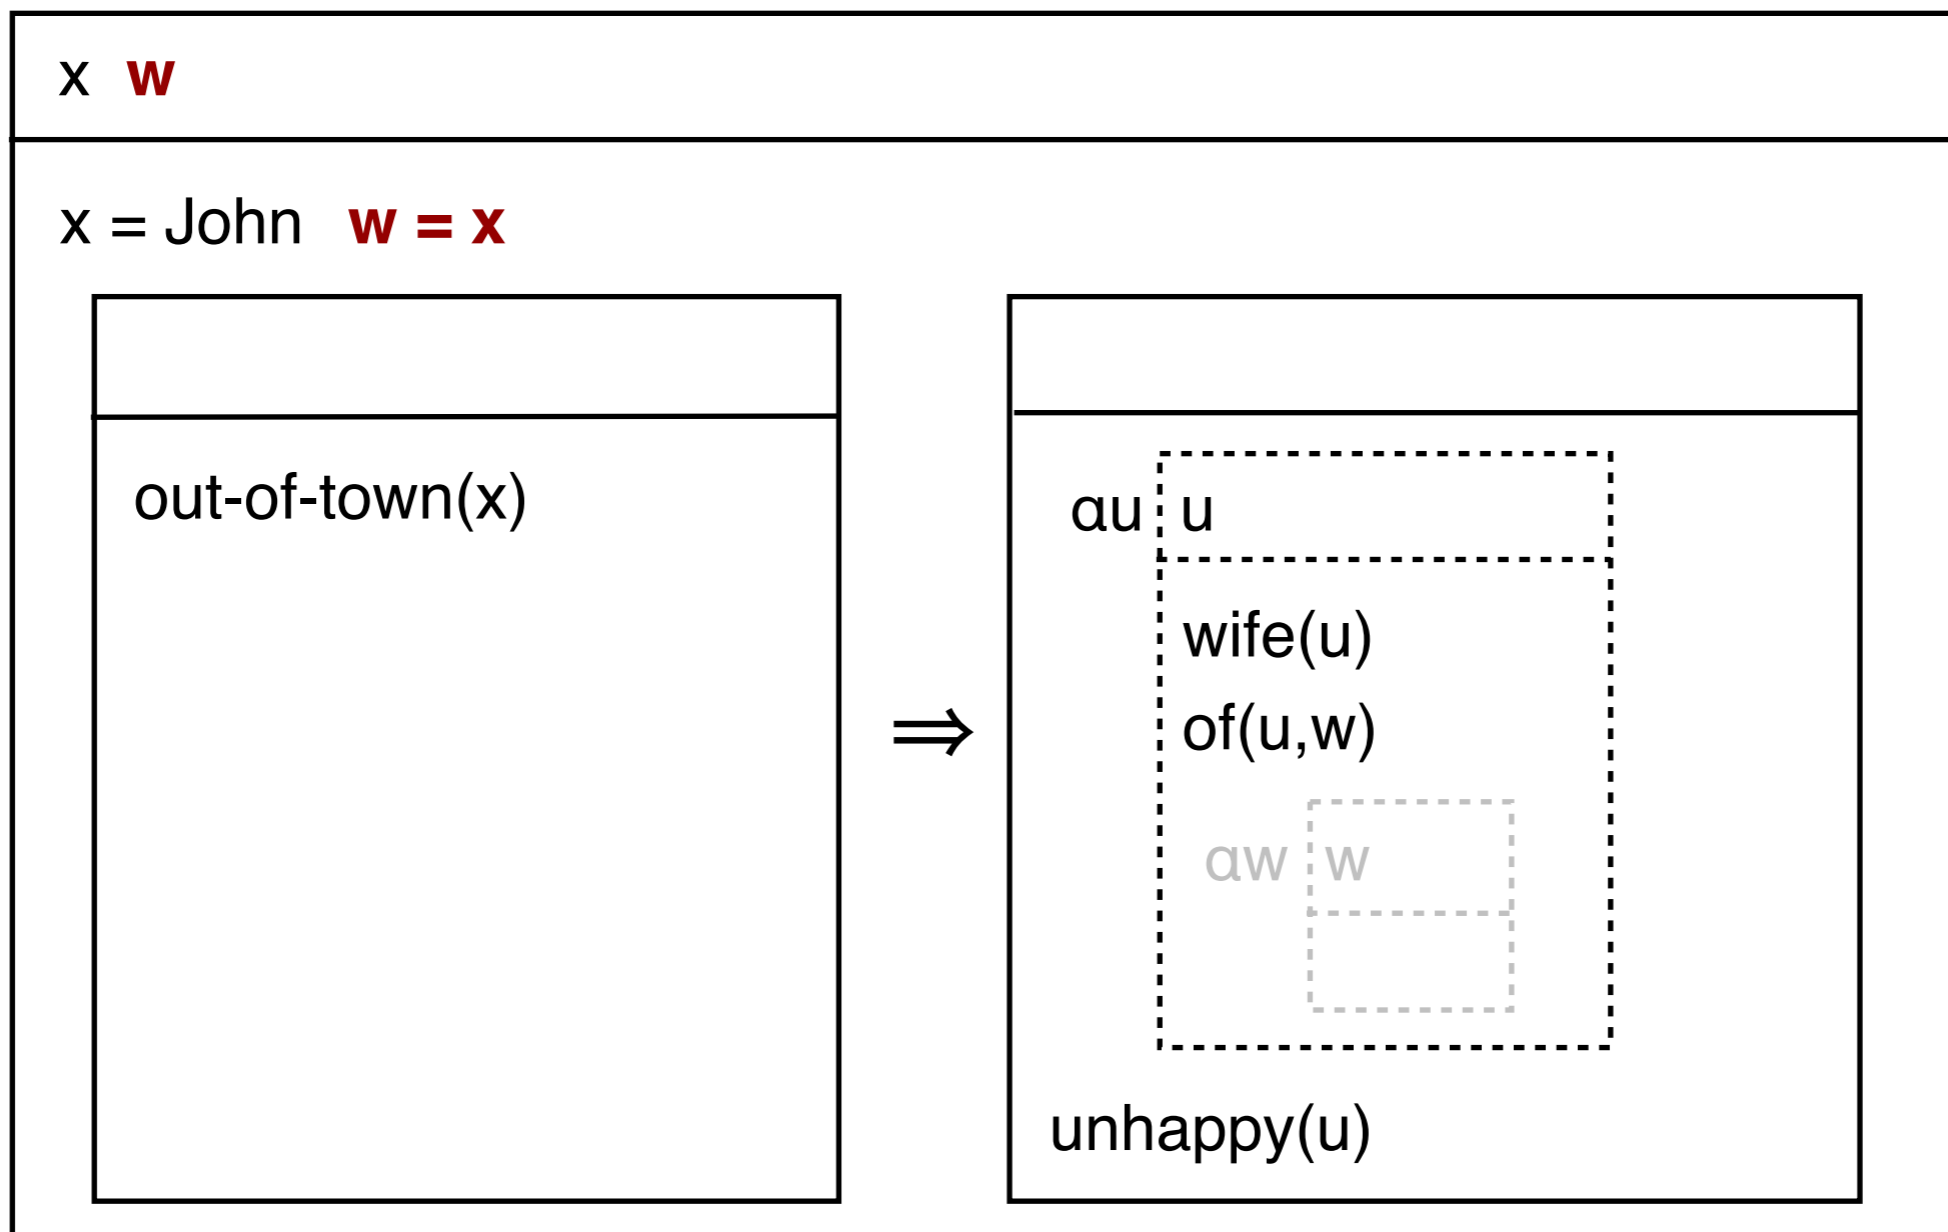 x w
x = John w = x
out-of-town(x)
⇒
αu u
wife(u)
of(u,w)
αw w
unhappy(u)